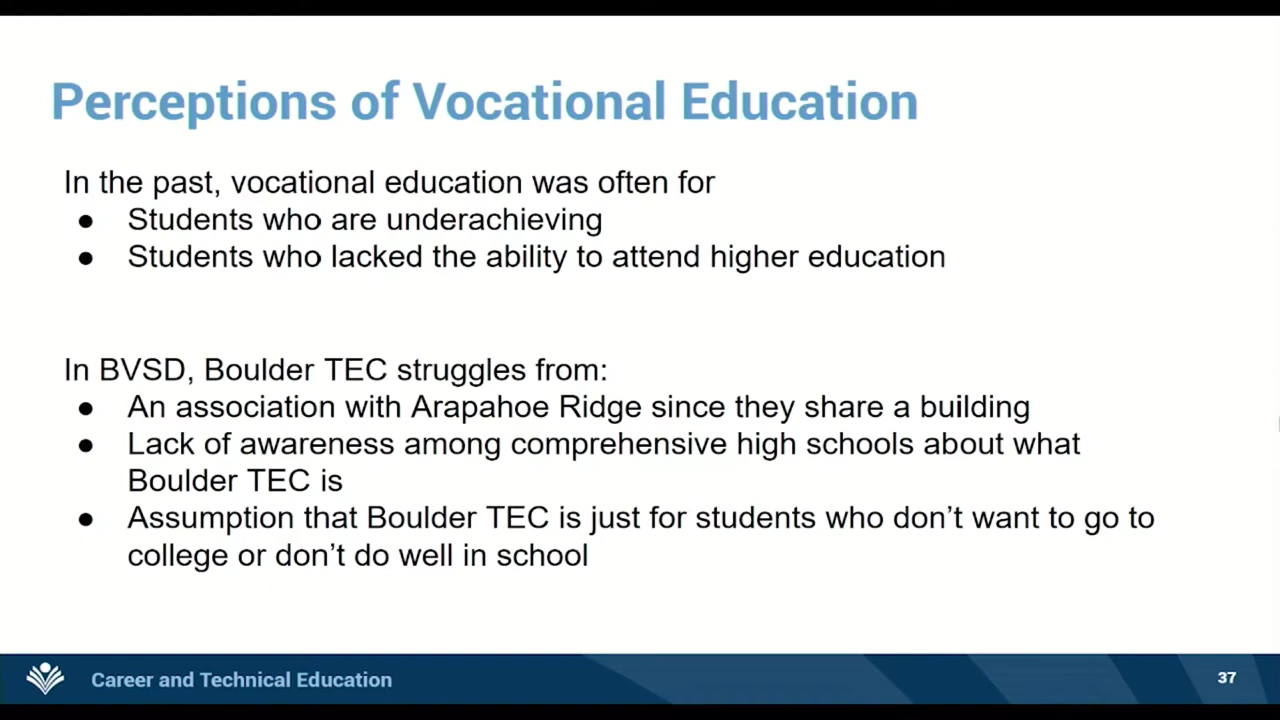 Perceptions of Vocational Education
In the past, vocational education was often for
● Students who are underachieving
● Students who lacked the ability to attend higher education
In BVSD, Boulder TEC struggles from:
● An association with Arapahoe Ridge since they share a building
● Lack of awareness among comprehensive high schools about what
Boulder TEC is
● Assumption that Boulder TEC is just for students who don’t want to go to
college or don’t do well in school
Career and Technical Education
37